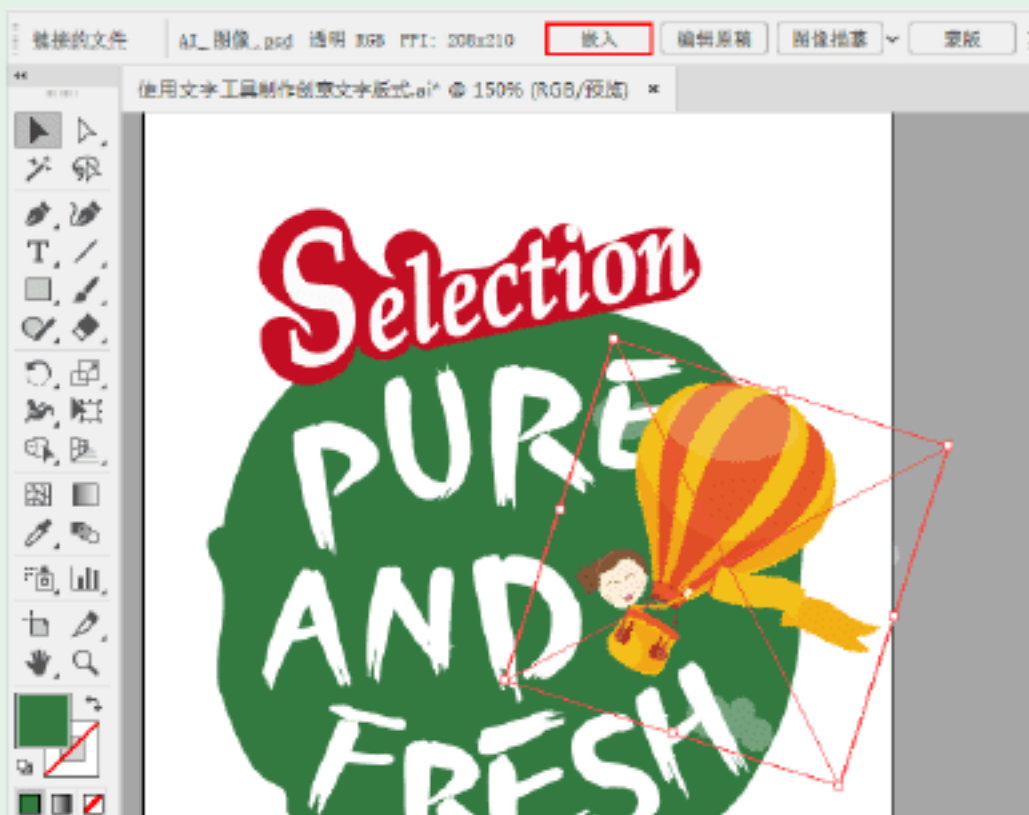 链接的文件 AI_图像.psd 透明 RGB PPI: 208x210 嵌入 编辑原稿 图像描摹 蒙版
使用文字工具制作创意文字版式.ai* @ 150% (RGB/预览) ×
Selection
PURE
AND
FRESH